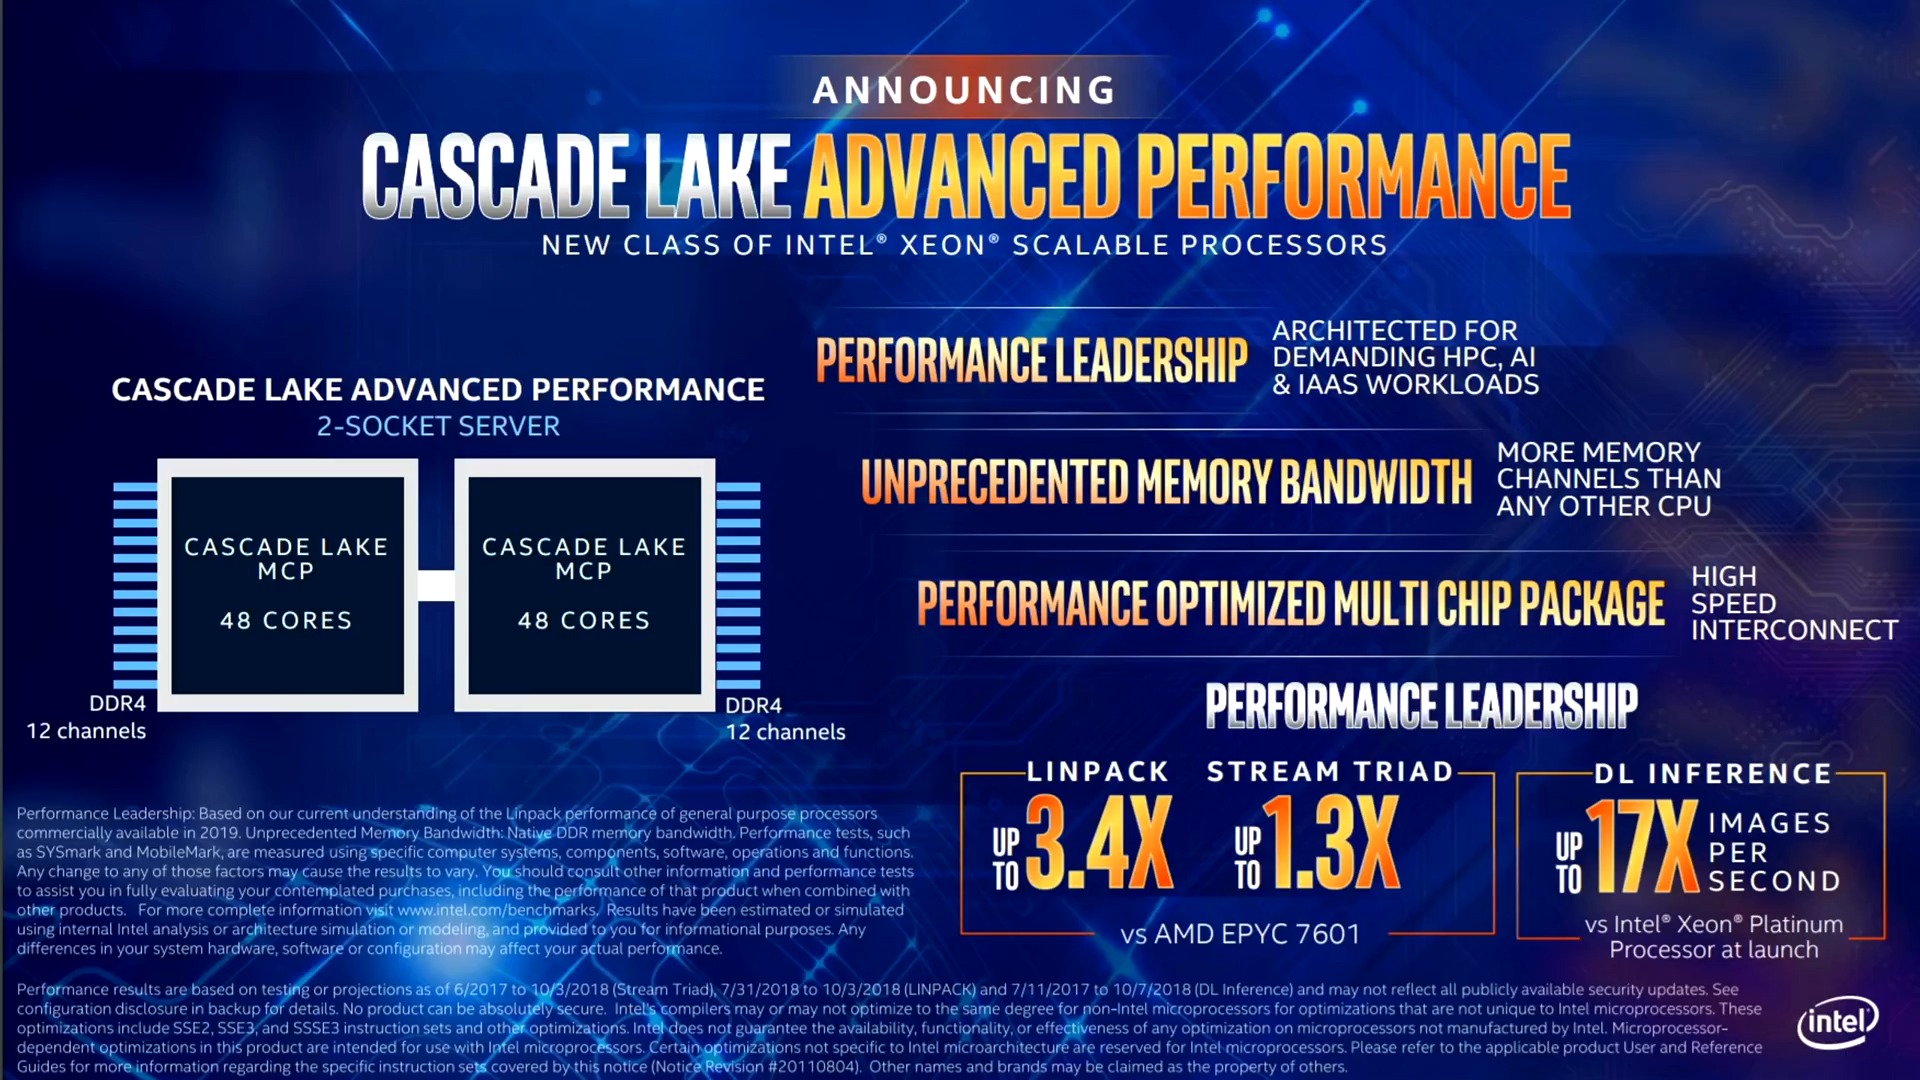 ANNOUNCING
CASCADE LAKE ADVANCED PERFORMANCE
NEW CLASS OF INTEL® XEON® SCALABLE PROCESSORS
CASCADE LAKE ADVANCED PERFORMANCE
2-SOCKET SERVER
CASCADE LAKE
MCP
48 CORES
CASCADE LAKE
MCP
48 CORES
DDR4
12 channels
DDR4
12 channels
PERFORMANCE LEADERSHIP
ARCHITECTED FOR
DEMANDING HPC, AI
& IAAS WORKLOADS
UNPRECEDENTED MEMORY BANDWIDTH
MORE MEMORY
CHANNELS THAN
ANY OTHER CPU
PERFORMANCE OPTIMIZED MULTI CHIP PACKAGE
HIGH
SPEED
INTERCONNECT
PERFORMANCE LEADERSHIP
LINPACK
UP TO 3.4X
STREAM TRIAD
UP TO 1.3X
vs AMD EPYC 7601
DL INFERENCE
UP TO 17X
IMAGES
PER
SECOND
vs Intel® Xeon® Platinum
Processor at launch
Performance Leadership: Based on our current understanding of the Linpack performance of general purpose processors
commercially available in 2019. Unprecedented Memory Bandwidth: Native DDR memory bandwidth. Performance tests, such
as SYSmark and MobileMark, are measured using specific computer systems, components, software, operations and functions.
Any change to any of those factors may cause the results to vary. You should consult other information and performance tests
to assist you in fully evaluating your contemplated purchases, including the performance of that product when combined with
other products. For more complete information visit www.intel.com/benchmarks. Results have been estimated or simulated
using internal Intel analysis or architecture simulation or modeling, and provided to you for informational purposes. Any
differences in your system hardware, software or configuration may affect your actual performance.
Performance results are based on testing or projections as of 6/2017 to 10/3/2018 (Stream Triad), 7/31/2018 to 10/3/2018 (LINPACK) and 7/11/2017 to 10/7/2018 (DL Inference) and may not reflect all publicly available security updates. See
configuration disclosure in backup for details. No product can be absolutely secure. Intel's compilers may or may not optimize to the same degree for non-Intel microprocessors for optimizations that are not unique to Intel microprocessors. These
optimizations include SSE2, SSE3, and SSSE3 instruction sets and other optimizations. Intel does not guarantee the availability, functionality, or effectiveness of any optimization on microprocessors not manufactured by Intel. Microprocessor-
dependent optimizations in this product are intended for use with Intel microprocessors. Certain optimizations not specific to Intel microarchitecture are reserved for Intel microprocessors. Please refer to the applicable product User and Reference
Guides for more information regarding the specific instruction sets covered by this notice (Notice Revision #20110804). Other names and brands may be claimed as the property of others.
intel